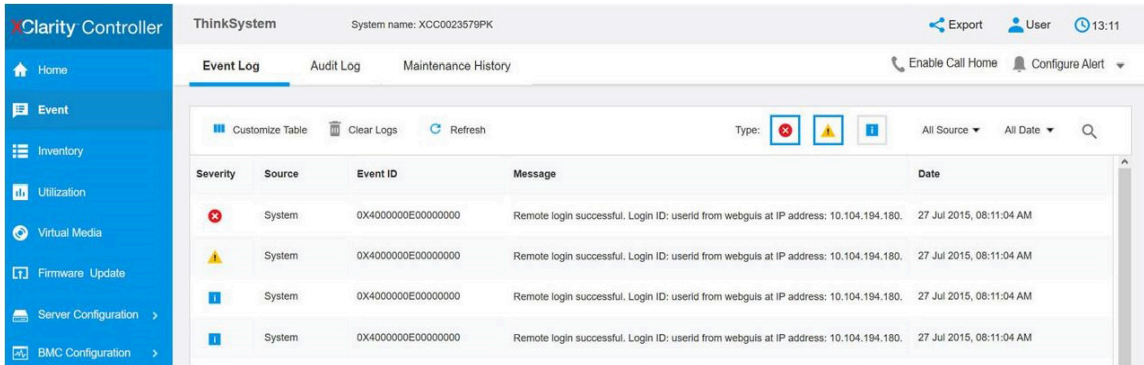 XClarity Controller
ThinkSystem System name: XCC0023579PK Export User 13:11
Home
Event Log Audit Log Maintenance History Enable Call Home Configure Alert
Event
Customize Table Clear Logs Refresh Type: All Source All Date
Inventory
Severity Source Event ID Message Date
Utilization
System 0X4000000E00000000 Remote login successful. Login ID: userid from webguis at IP address: 10.104.194.180. 27 Jul 2015, 08:11:04 AM
Virtual Media
System 0X4000000E00000000 Remote login successful. Login ID: userid from webguis at IP address: 10.104.194.180. 27 Jul 2015, 08:11:04 AM
Firmware Update
System 0X4000000E00000000 Remote login successful. Login ID: userid from webguis at IP address: 10.104.194.180. 27 Jul 2015, 08:11:04 AM
Server Configuration >
System 0X4000000E00000000 Remote login successful. Login ID: userid from webguis at IP address: 10.104.194.180. 27 Jul 2015, 08:11:04 AM
BMC Configuration >